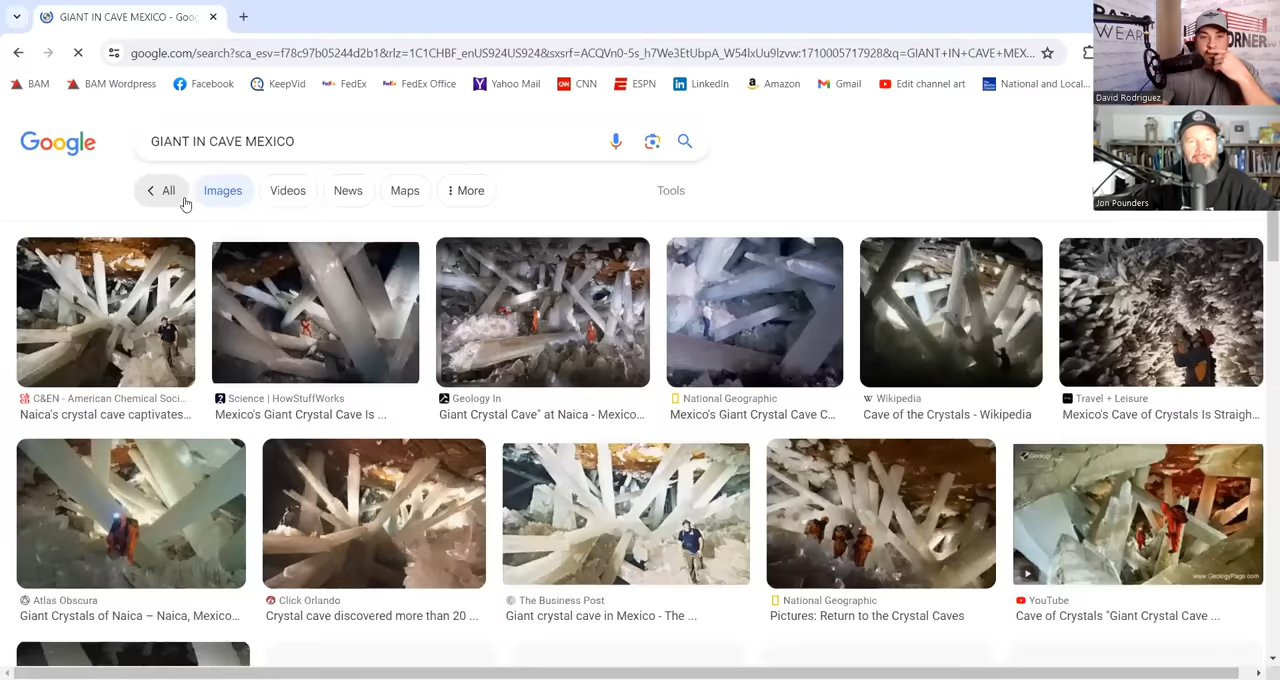 GIANT IN CAVE MEXICO - Goog
google.com/search?sca_esv=f78c97b05244d2b18&rlz=1C1CHBF_enUS924US924&sxsrf=ACQVn0-5s_h7We3EtUbpA_W54lxUu9lzvw:1710005717928&q=GIANT+IN+CAVE+MEX...
BAM
BAM Wordpress
Facebook
KeepVid
FedEx
FedEx Office
Yahoo Mail
CNN
ESPN
LinkedIn
Amazon
Gmail
Edit channel art
National and Local...
WEAR
David Rodriguez
Jon Pounders
Google
GIANT IN CAVE MEXICO
All
Images
Videos
News
Maps
More
Tools
C&EN - American Chemical Soci...
Naica's crystal cave captivates...
Science | HowStuffWorks
Mexico's Giant Crystal Cave Is ...
Geology In
Giant Crystal Cave" at Naica - Mexico...
National Geographic
Mexico's Giant Crystal Cave C...
Wikipedia
Cave of the Crystals - Wikipedia
Travel + Leisure
Mexico's Cave of Crystals Is Straigh...
Atlas Obscura
Giant Crystals of Naica – Naica, Mexico...
Click Orlando
Crystal cave discovered more than 20 ...
The Business Post
Giant crystal cave in Mexico - The ...
National Geographic
Pictures: Return to the Crystal Caves
www.GeologyPage.com
YouTube
Cave of Crystals "Giant Crystal Cave ...